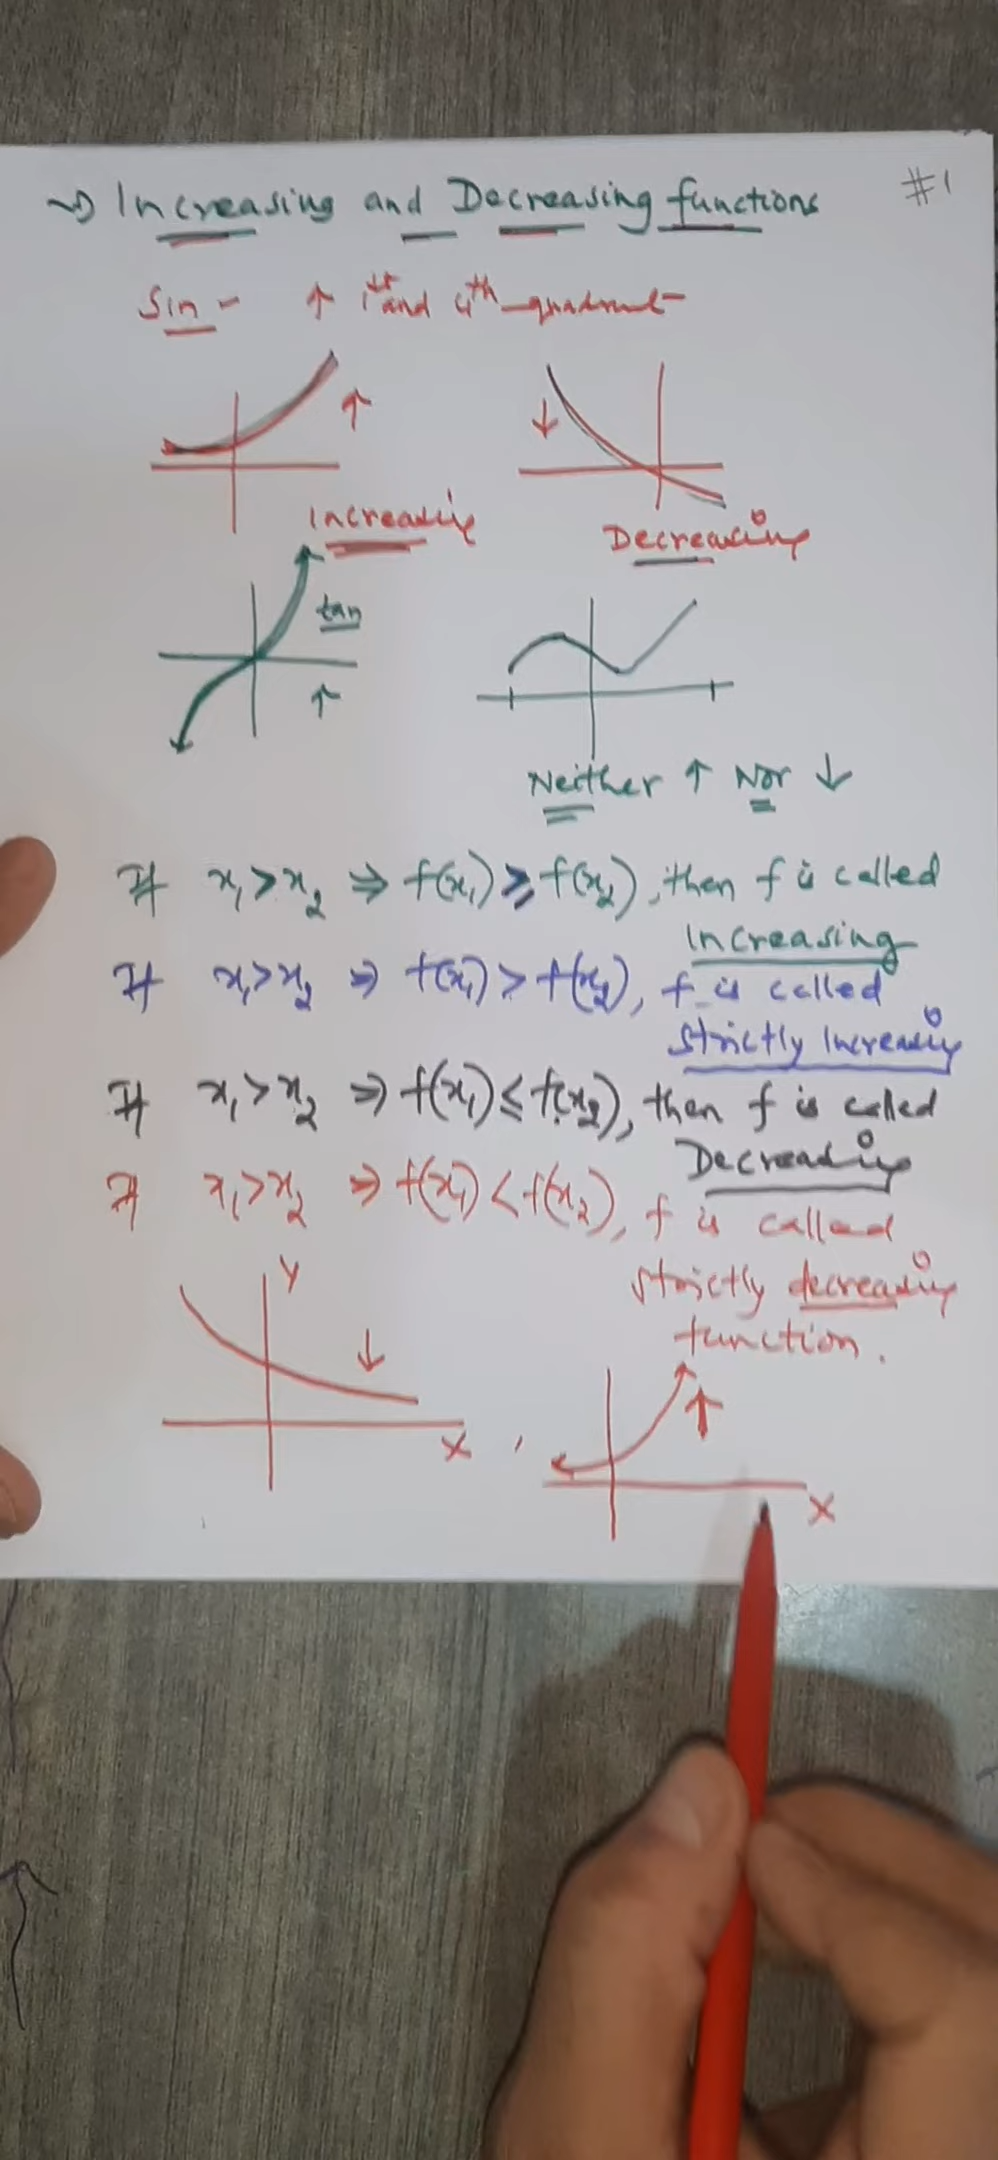 ~) Increasing and Decreasing functions #1
Sin - ↑ 1st and 4th quadrant
↑ ↓
Increasing Decreasing
tan
↑
Neither ↑ Nor ↓
If x₁>x₂ ⇒ f(x₁)≥f(x₂), then f is called
Increasing
If x₁>x₂ ⇒ f(x₁)>f(x₂), f is called
strictly Increasing
If x₁>x₂ ⇒ f(x₁)≤f(x₂), then f is called
Decreasing
If x₁>x₂ ⇒ f(x₁)<f(x₂), f is called
strictly decreasing
function.
Y
↓ ↑
X , X